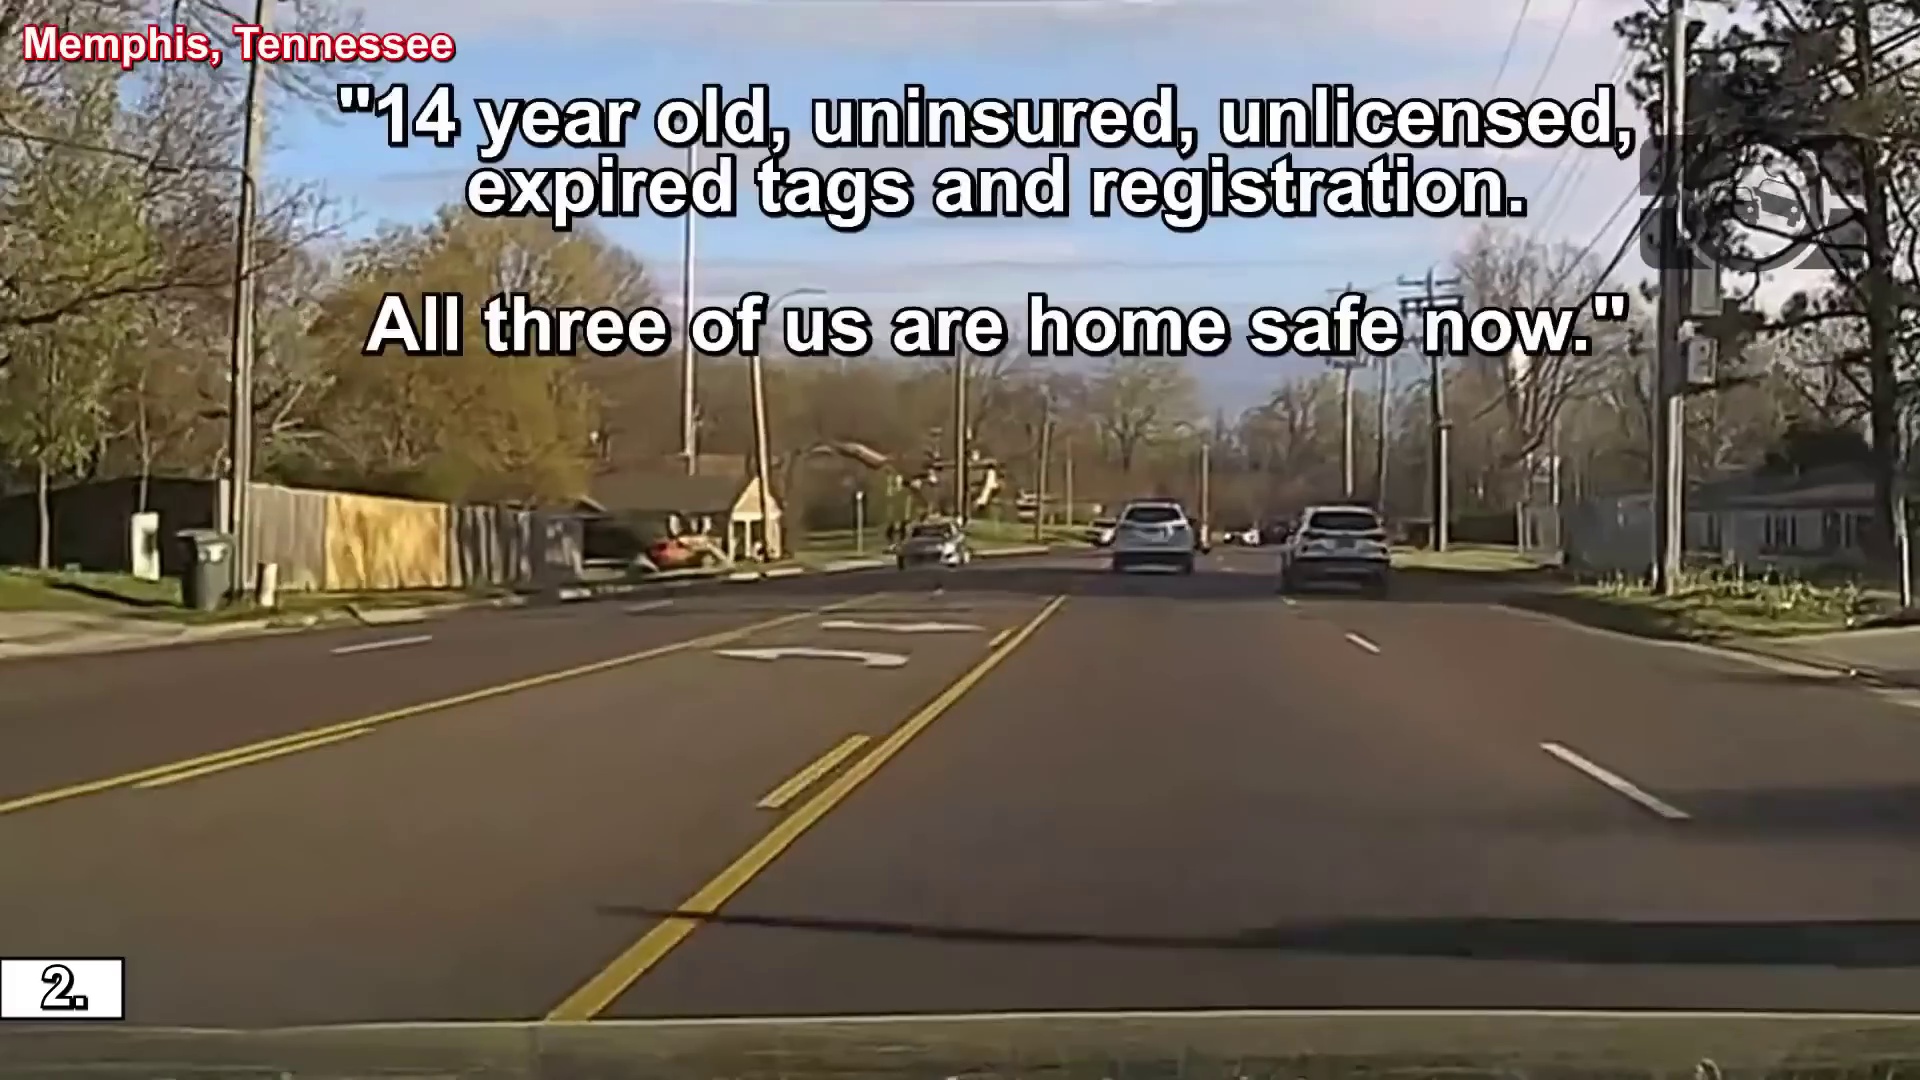 Memphis, Tennessee
"14 year old, uninsured, unlicensed,
expired tags and registration.
All three of us are home safe now."
2.